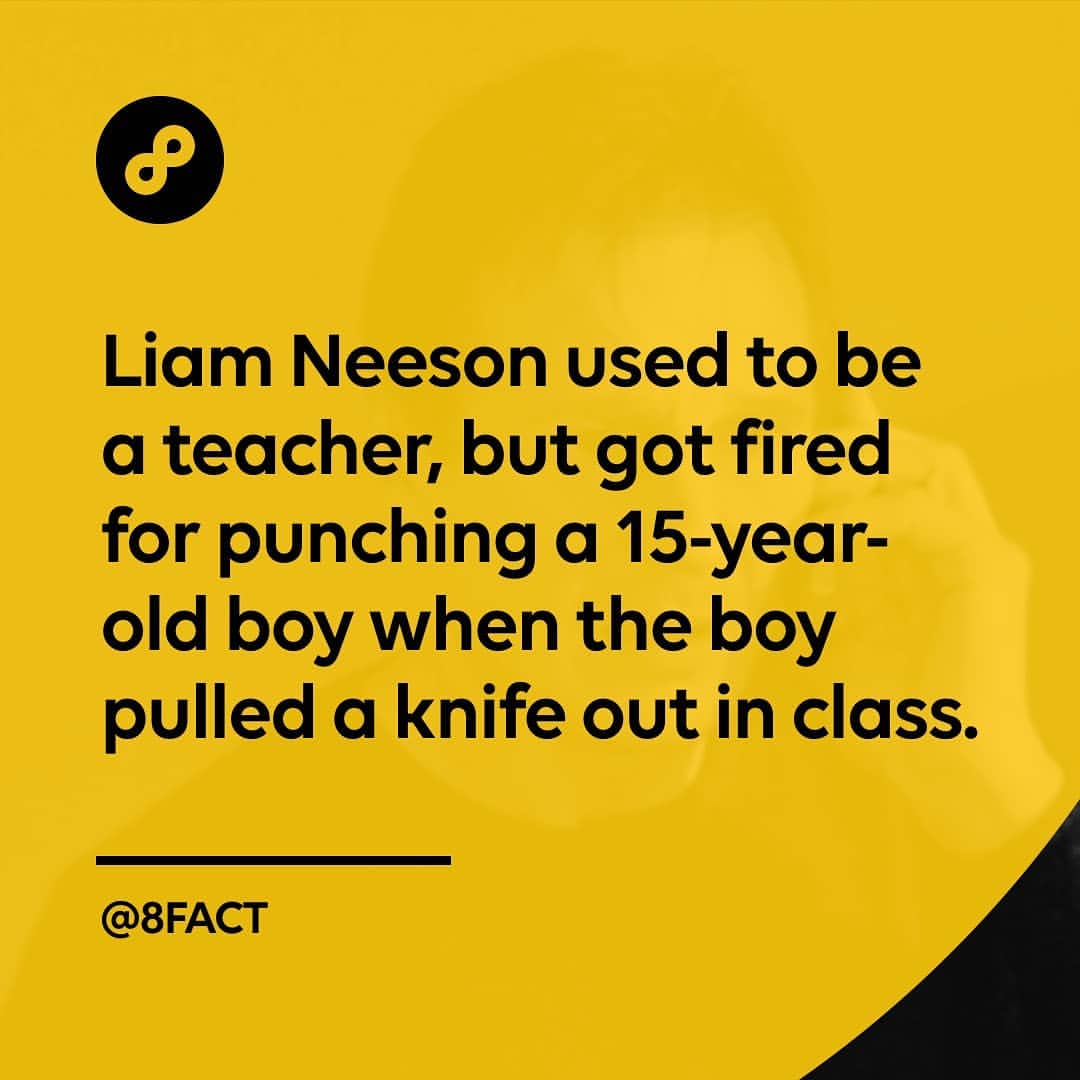 Liam Neeson used to be
a teacher, but got fired
for punching a 15-year-
old boy when the boy
pulled a knife out in class.
@8FACT